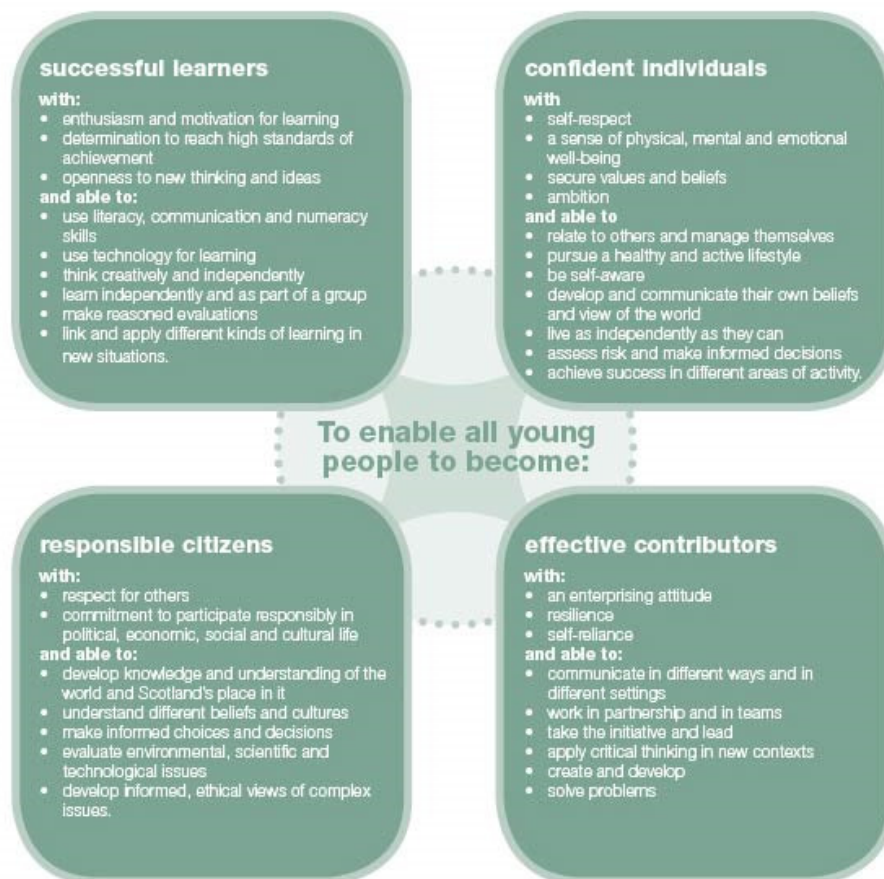 successful learners
with:
• enthusiasm and motivation for learning
• determination to reach high standards of
achievement
• openness to new thinking and ideas
and able to:
• use literacy, communication and numeracy
skills
• use technology for learning
• think creatively and independently
• learn independently and as part of a group
• make reasoned evaluations
• link and apply different kinds of learning in
new situations.
confident individuals
with
• self-respect
• a sense of physical, mental and emotional
well-being
• secure values and beliefs
• ambition
and able to
• relate to others and manage themselves
• pursue a healthy and active lifestyle
• be self-aware
• develop and communicate their own beliefs
and view of the world
• live as independently as they can
• assess risk and make informed decisions
• achieve success in different areas of activity.
To enable all young
people to become:
responsible citizens
with:
• respect for others
• commitment to participate responsibly in
political, economic, social and cultural life
and able to:
• develop knowledge and understanding of the
world and Scotland's place in it
• understand different beliefs and cultures
• make informed choices and decisions
• evaluate environmental, scientific and
technological issues
• develop informed, ethical views of complex
issues.
effective contributors
with:
• an enterprising attitude
• resilience
• self-reliance
and able to:
• communicate in different ways and in
different settings
• work in partnership and in teams
• take the initiative and lead
• apply critical thinking in new contexts
• create and develop
• solve problems